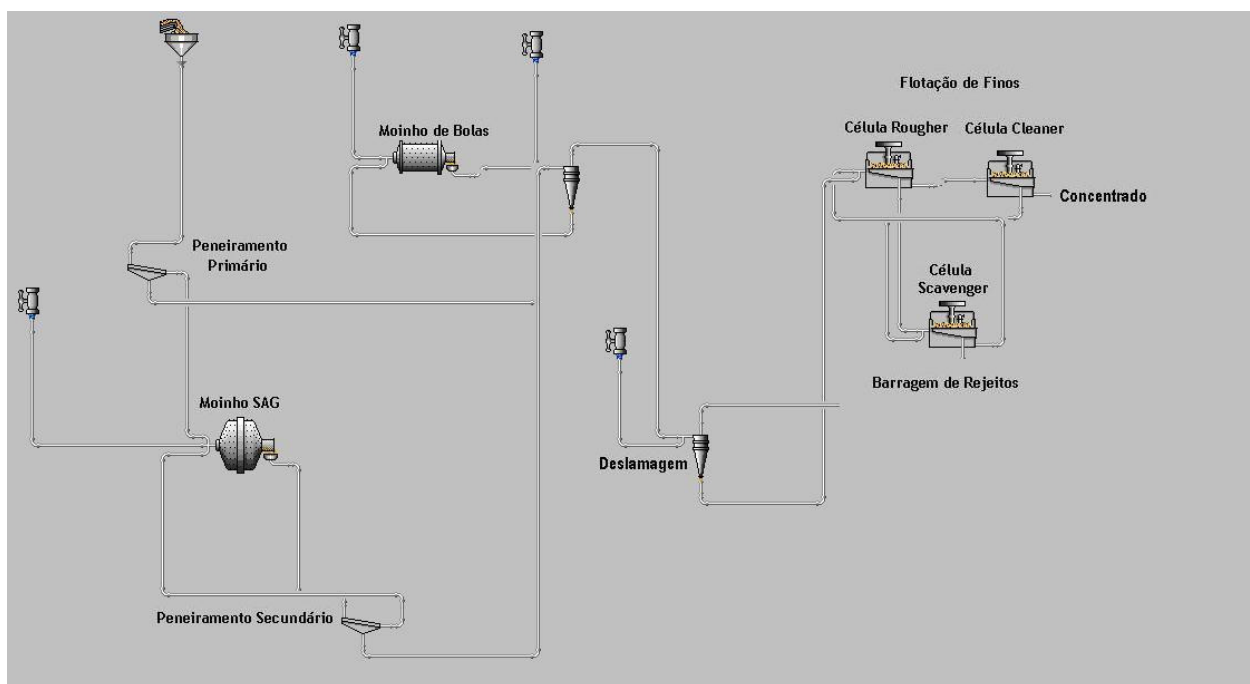 Flotação de Finos
Moinho de Bolas
Célula Rougher
Célula Cleaner
Concentrado
Peneiramento
Primário
Célula
Scavenger
Barragem de Rejeitos
Moinho SAG
Deslamagem
Peneiramento Secundário